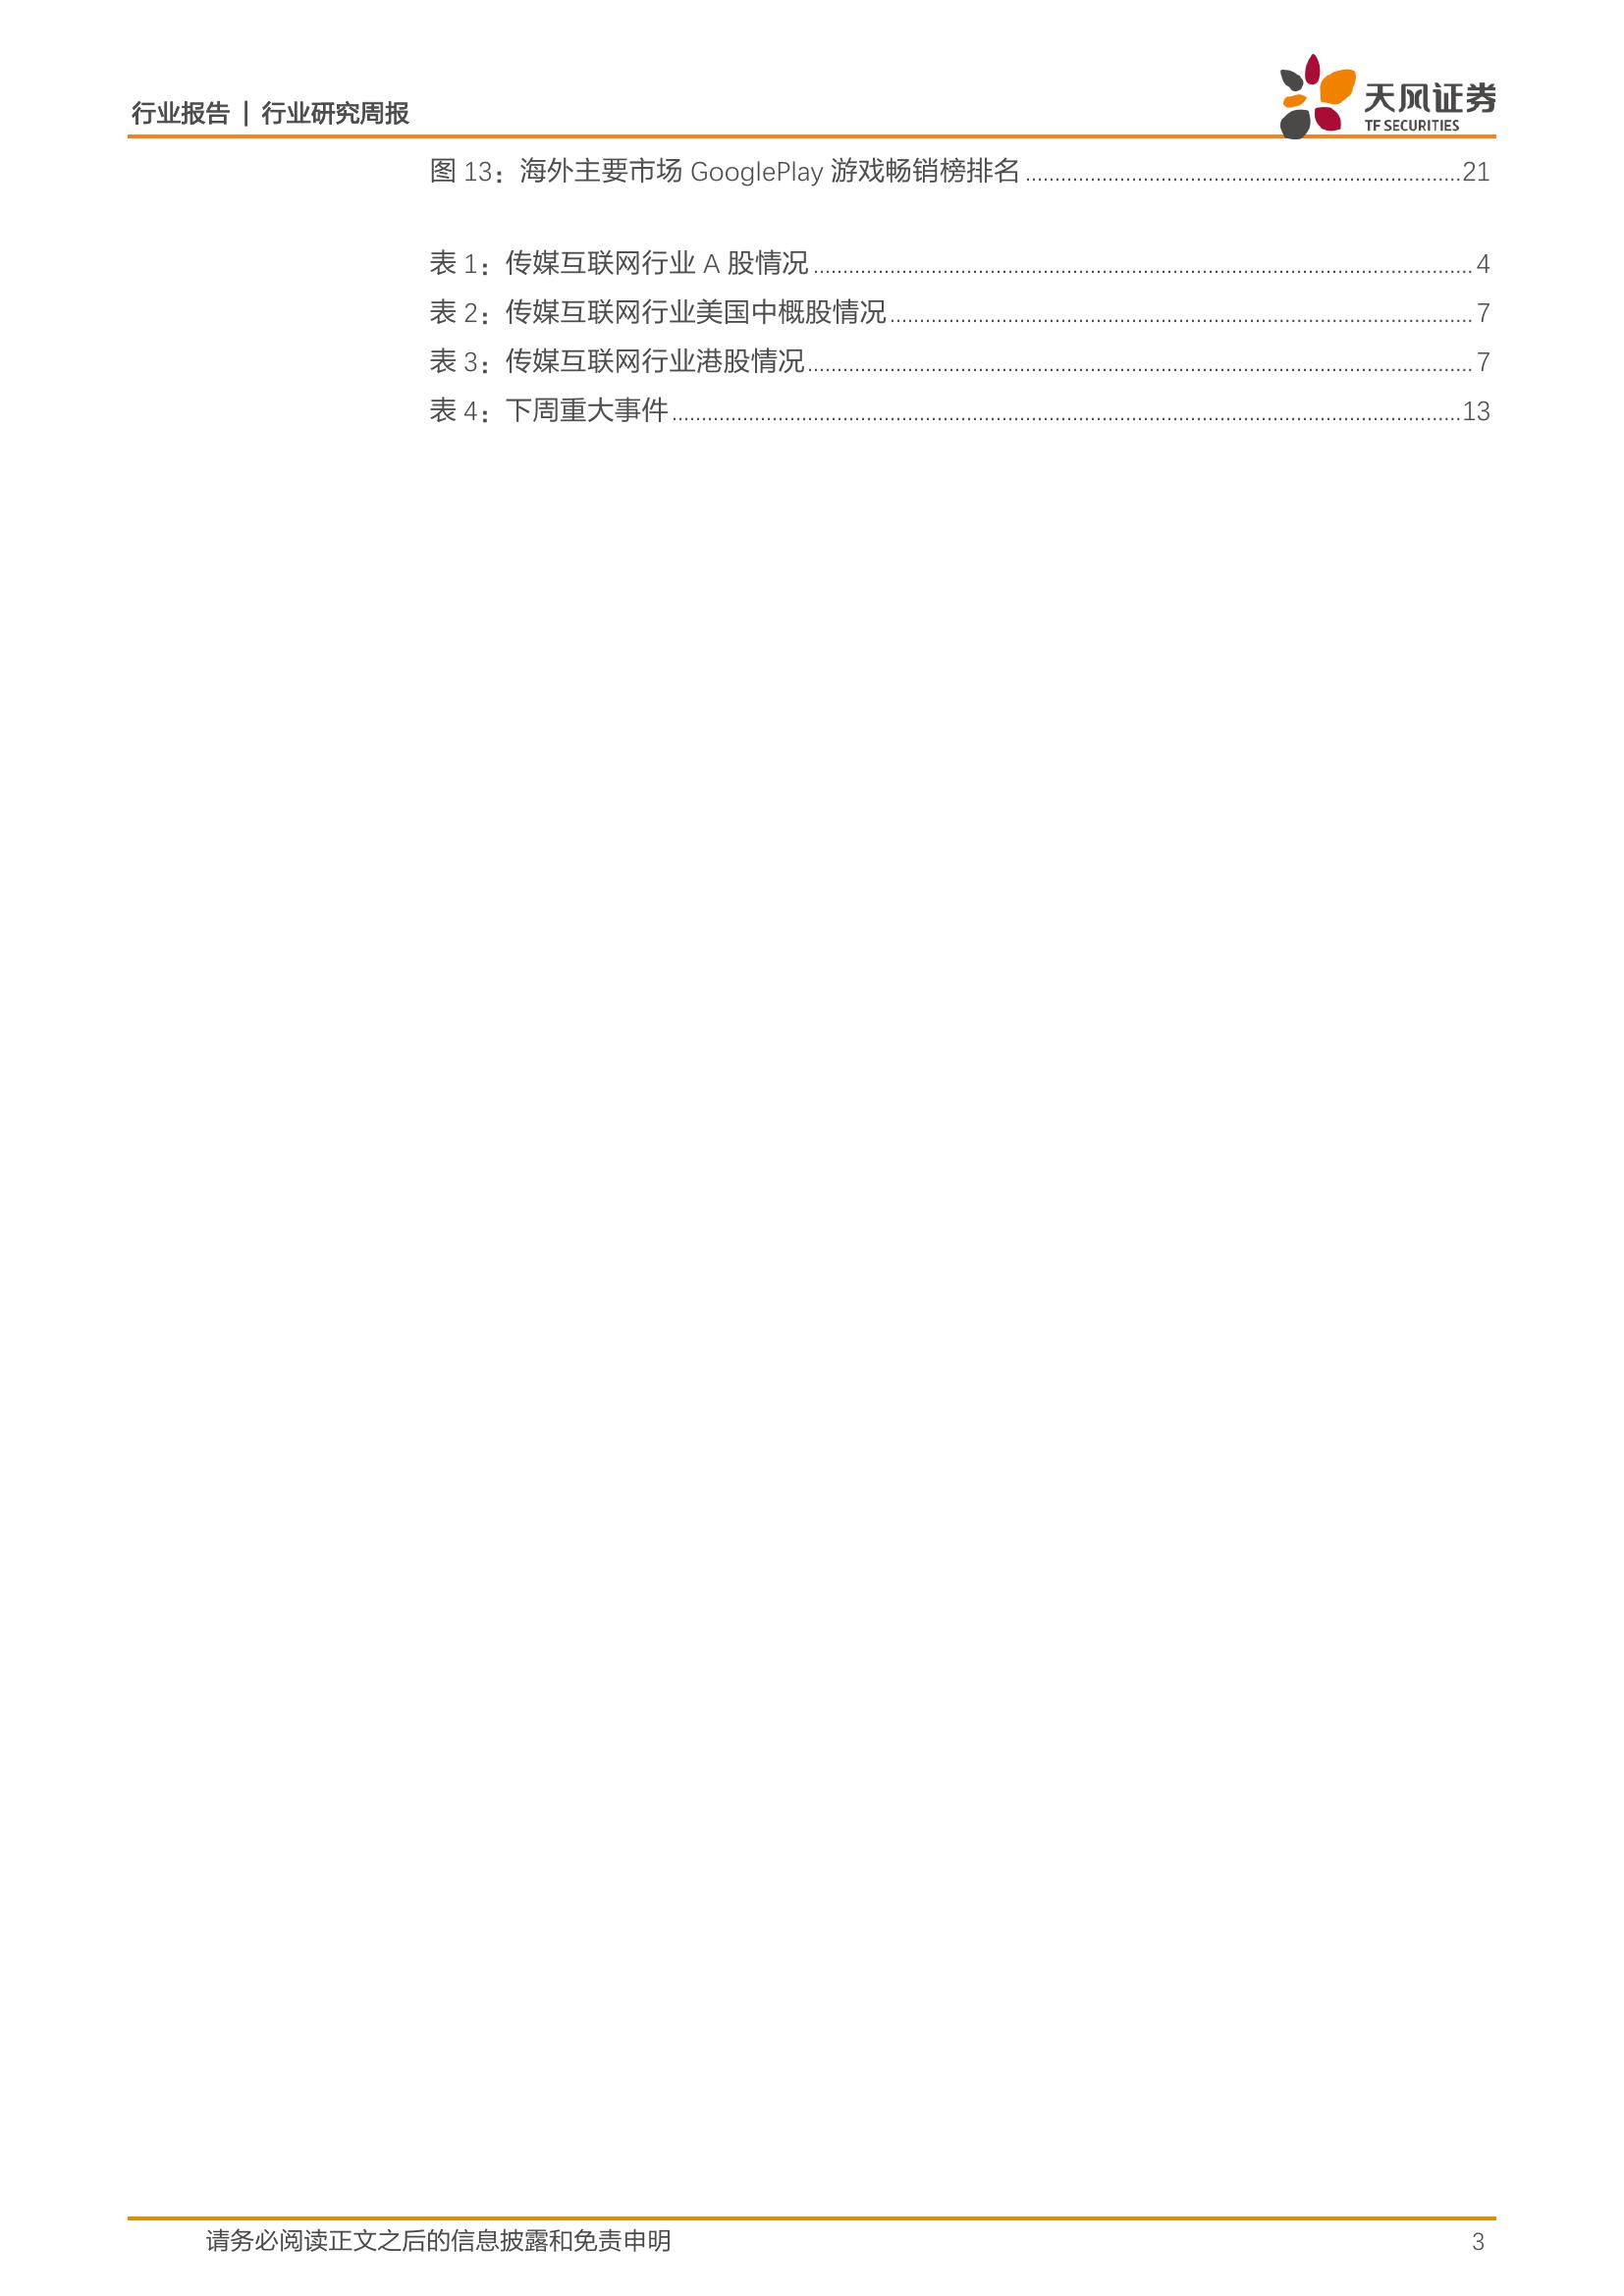 行业报告 | 行业研究周报
天风证券
TF SECURITIES
图 13：海外主要市场 GooglePlay 游戏畅销榜排名........................................................................21
表 1：传媒互联网行业 A 股情况................................................................................................................4
表 2：传媒互联网行业美国中概股情况...................................................................................................7
表 3：传媒互联网行业港股情况.................................................................................................................7
表 4：下周重大事件......................................................................................................................................13
请务必阅读正文之后的信息披露和免责申明
3